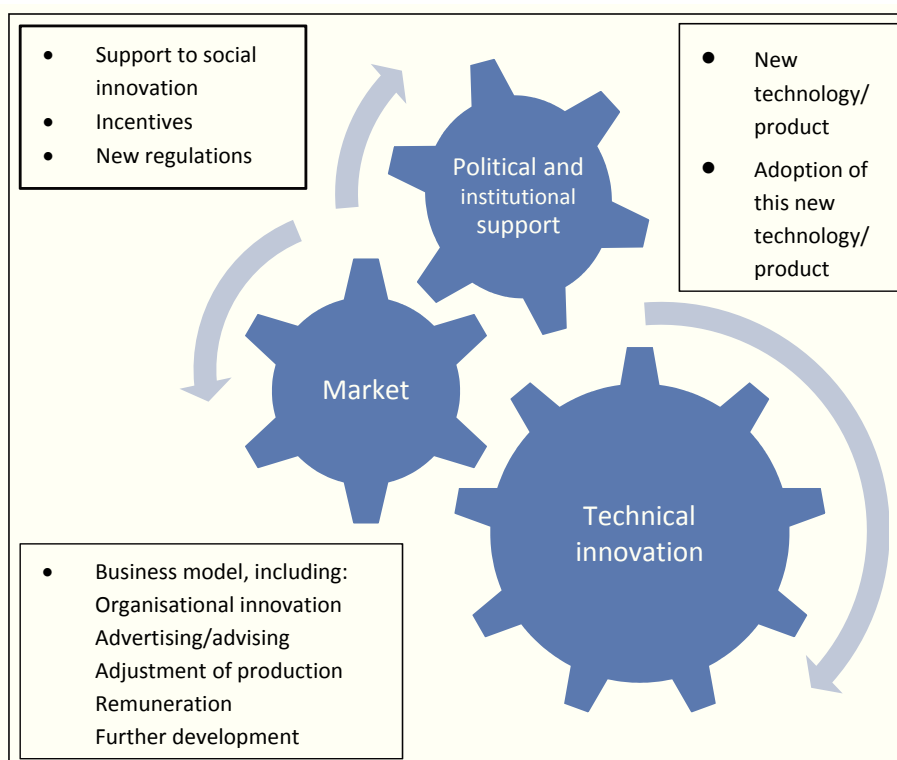 • Support to social
innovation
• Incentives
• New regulations
• New
technology/
product
• Adoption of
this new
technology/
product
Political and
institutional
support
Market
Technical
innovation
• Business model, including:
Organisational innovation
Advertising/advising
Adjustment of production
Remuneration
Further development